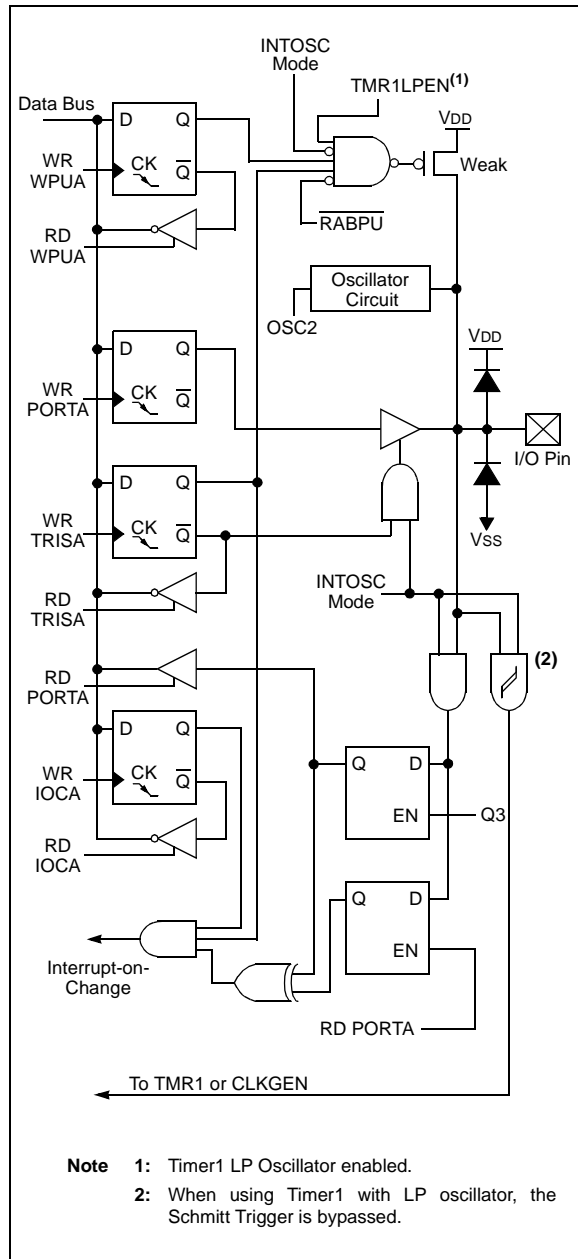 INTOSC
Mode
TMR1LPEN(1)
Data Bus
VDD
D Q
WR
WPUA
CK Q
Weak
RABPU
RD
WPUA
Oscillator
Circuit
OSC2
VDD
D Q
WR
PORTA
CK Q
I/O Pin
D Q
WR
TRISA
CK Q
VSS
INTOSC
Mode
RD
TRISA
(2)
RD
PORTA
D Q
WR
IOCA
CK Q
Q D
EN
Q3
RD
IOCA
Q D
EN
Interrupt-on-
Change
RD PORTA
To TMR1 or CLKGEN
Note 1: Timer1 LP Oscillator enabled.
2: When using Timer1 with LP oscillator, the
Schmitt Trigger is bypassed.